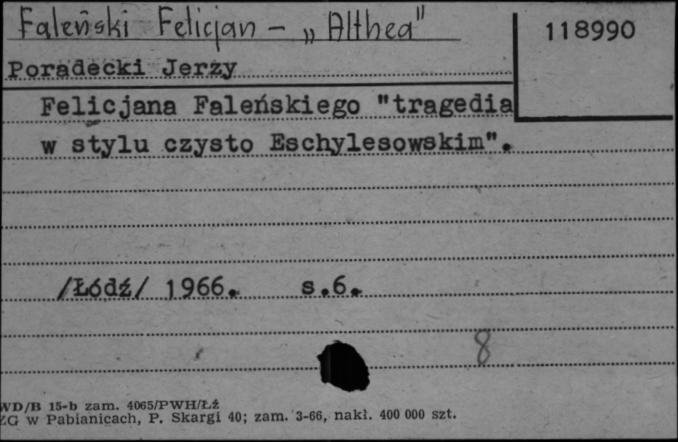 Faleński Felicjan – „Althea"
118990
Poradecki Jerzy
Felicjana Faleńskiego "tragedia
w stylu czysto Eschylesowskim".
/Łódź/ 1966. s.6.
8
WD/B 15-b zam. 4065/PWH/Łź
ZG w Pabianicach, P. Skargi 40; zam. 3-66, nakł. 400 000 szt.